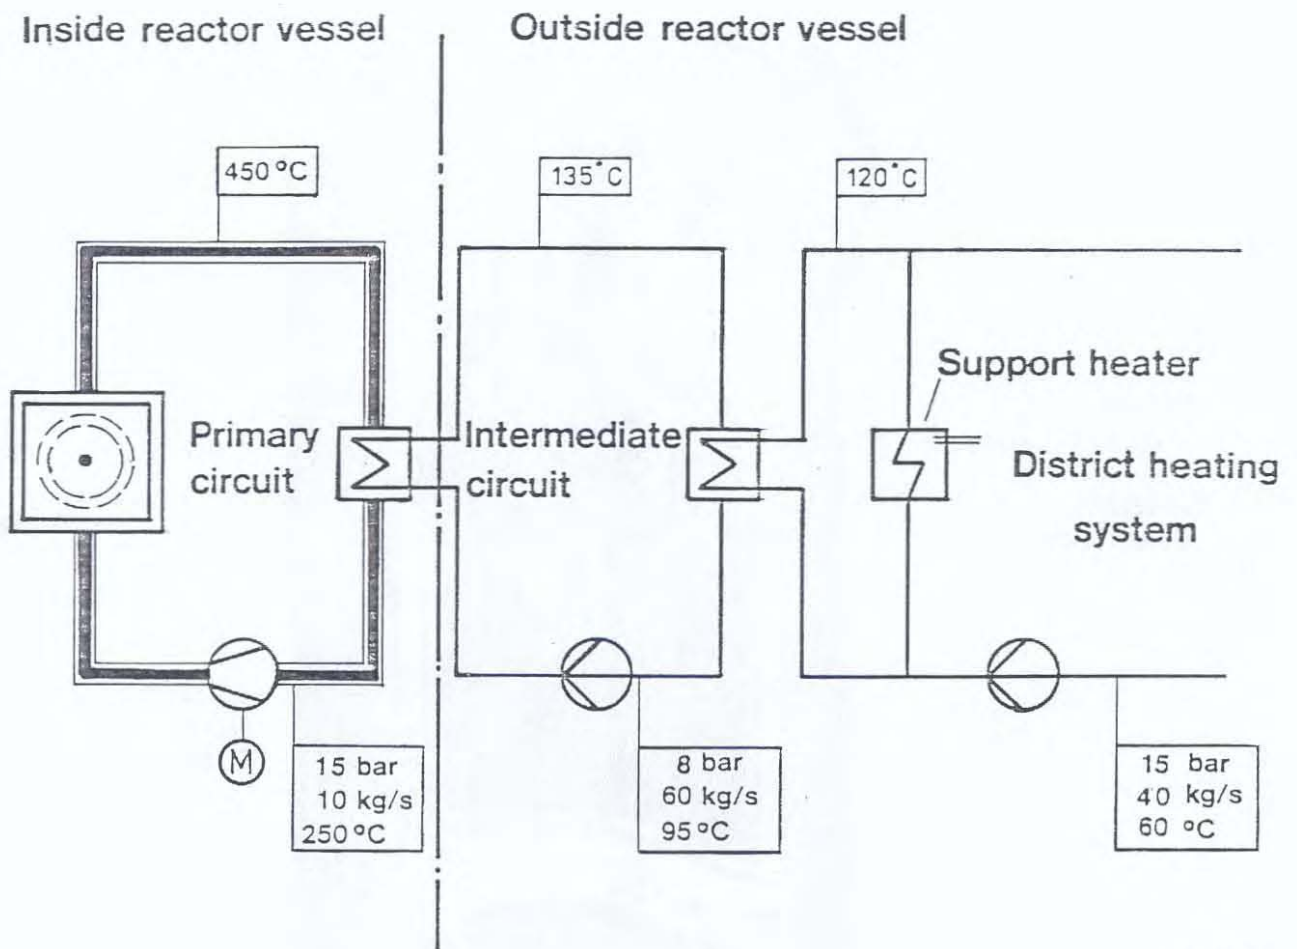 Inside reactor vessel
Outside reactor vessel
450 °C
135°C
120°C
Primary
circuit
Intermediate
circuit
Support heater
District heating
system
M
15 bar
10 kg/s
250 °C
8 bar
60 kg/s
95 °C
15 bar
40 kg/s
60 °C